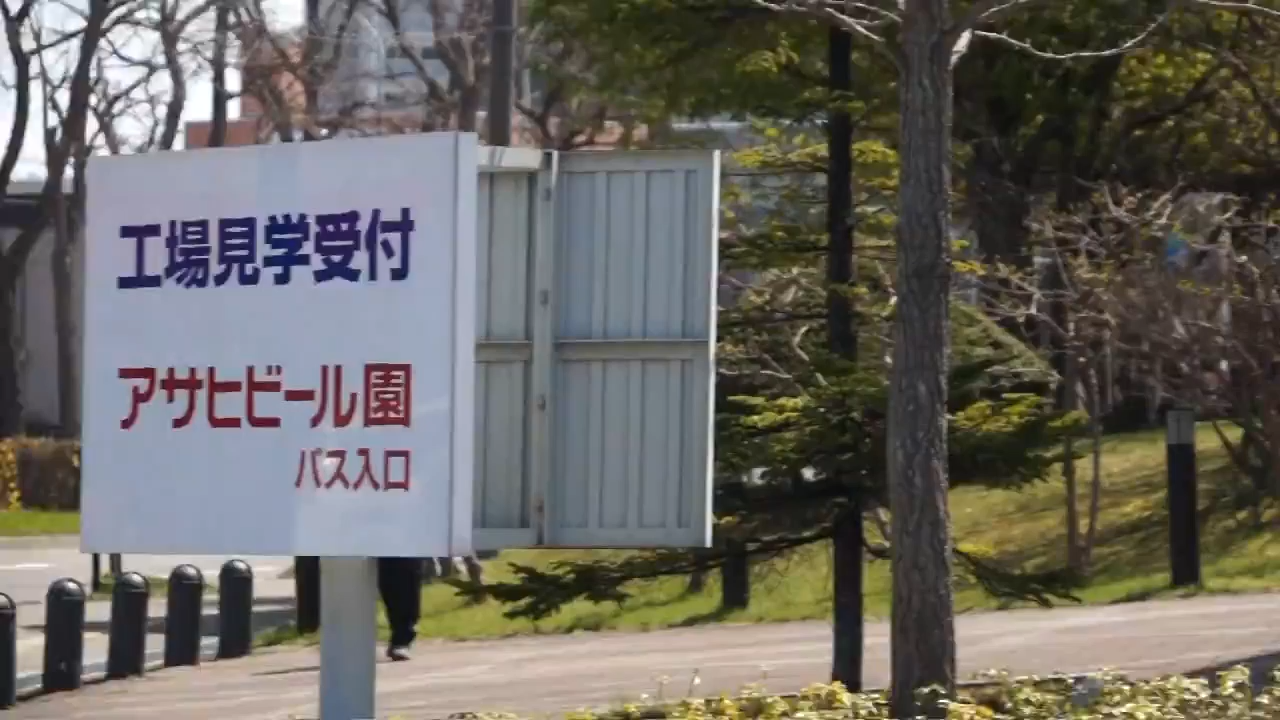 工場見学受付
アサヒビール園
バス入口